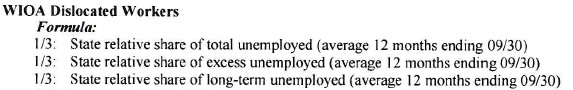 WIOA Dislocated Workers
Formula:
1/3: State relative share of total unemployed (average 12 months ending 09/30)
1/3: State relative share of excess unemployed (average 12 months ending 09/30)
1/3: State relative share of long-term unemployed (average 12 months ending 09/30)